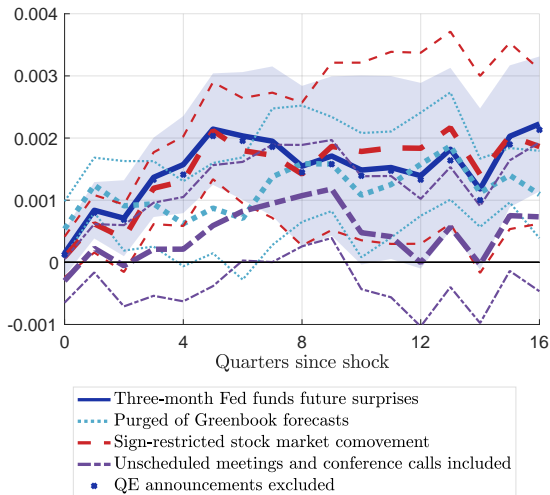 0.004
0.003
0.002
0.001
0
-0.001
0 4 8 12 16
Quarters since shock
Three-month Fed funds future surprises
Purged of Greenbook forecasts
Sign-restricted stock market comovement
Unscheduled meetings and conference calls included
QE announcements excluded